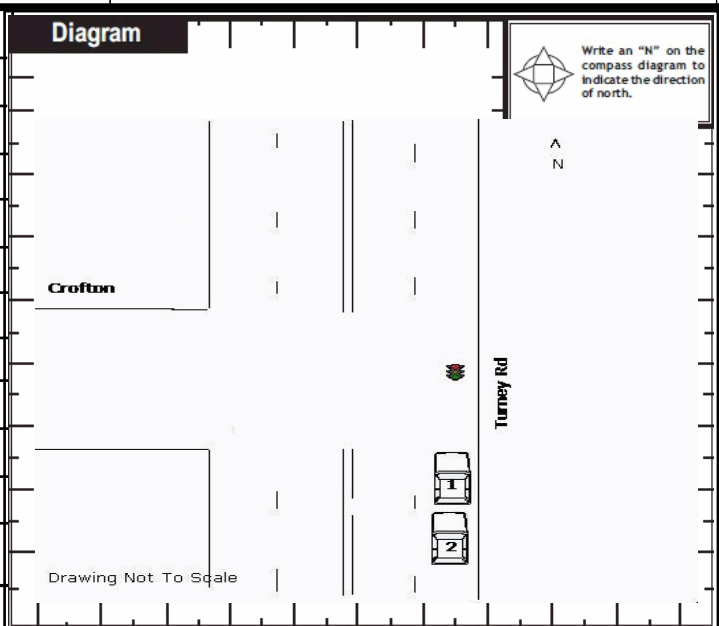 Diagram
Write an “N” on the
compass diagram to
indicate the direction
of north.
^
N
Crofton
Turney Rd
1
2
Drawing Not To Scale